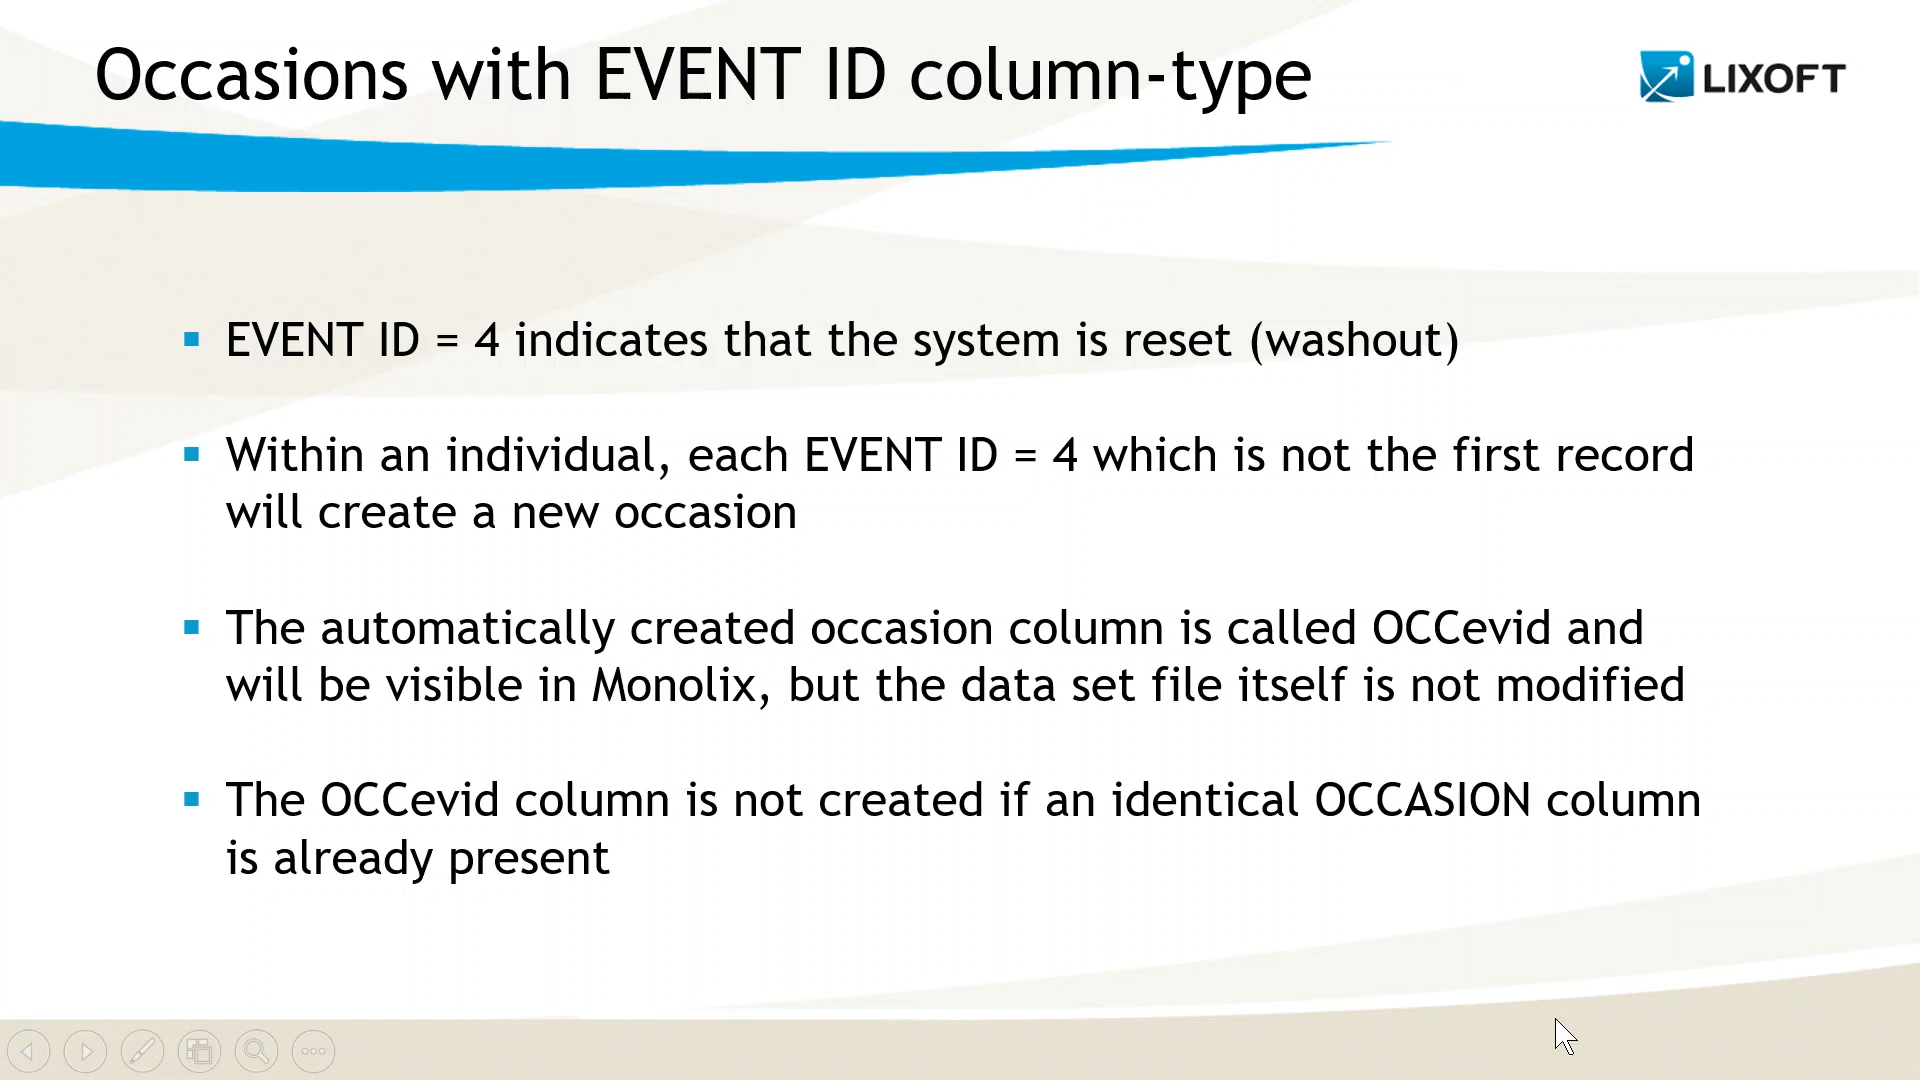 Occasions with EVENT ID column-type
LIXOFT
EVENT ID = 4 indicates that the system is reset (washout)
Within an individual, each EVENT ID = 4 which is not the first record
will create a new occasion
The automatically created occasion column is called OCCevid and
will be visible in Monolix, but the data set file itself is not modified
The OCCevid column is not created if an identical OCCASION column
is already present